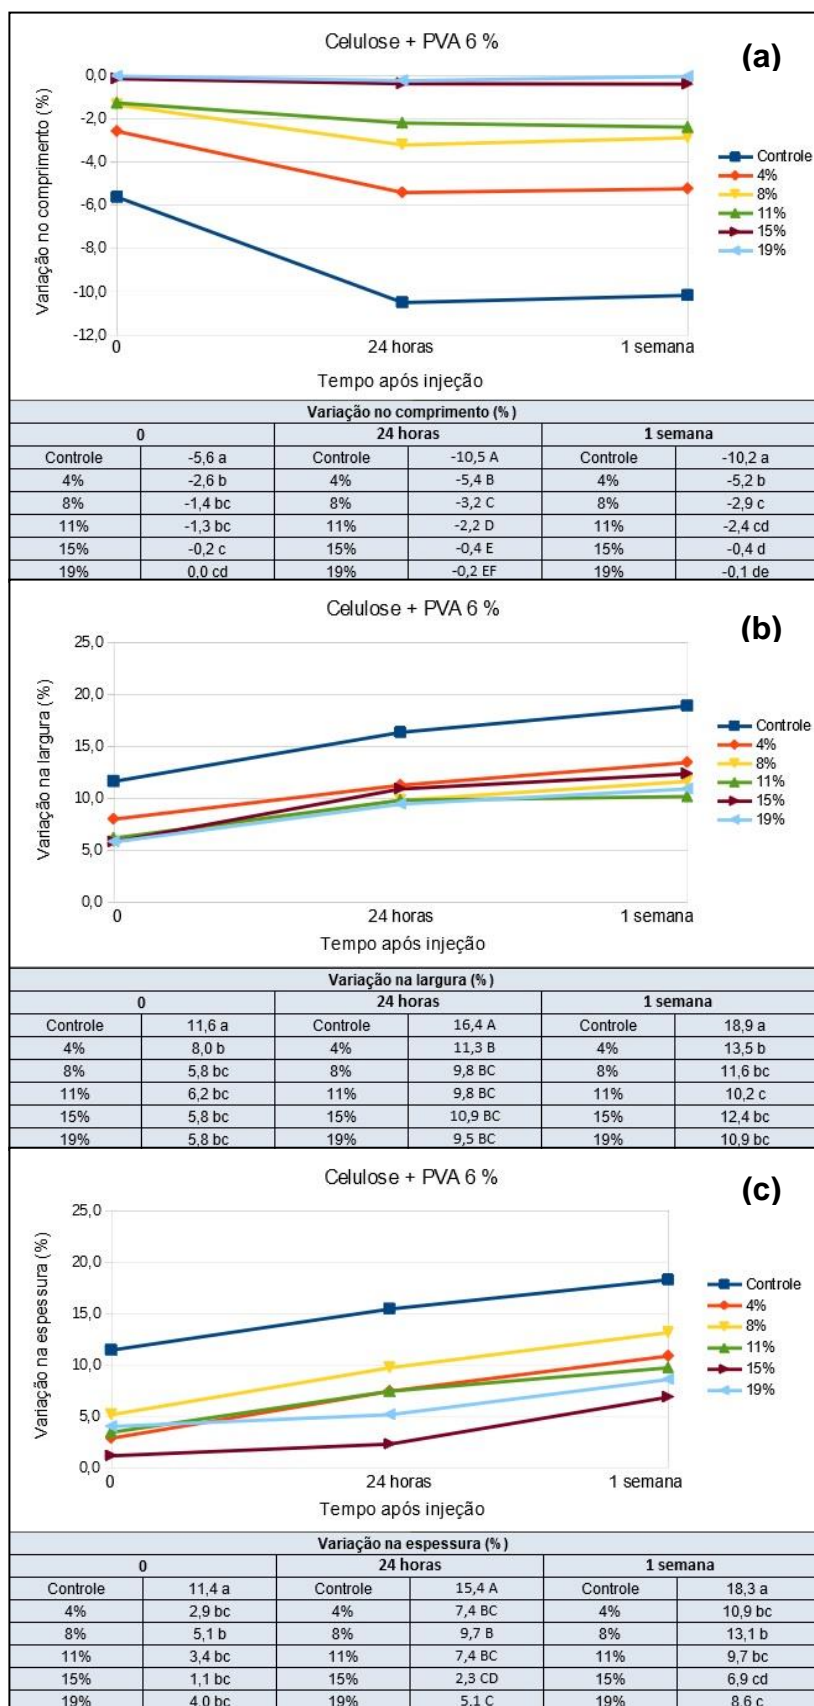 Celulose + PVA 6 %
(a)
Variação no comprimento (%)
0,0
-2,0
-4,0
-6,0
-8,0
-10,0
-12,0
0
24 horas
1 semana
Tempo após injeção
Controle
4%
8%
11%
15%
19%
Variação no comprimento (%)
0 24 horas 1 semana
Controle -5,6 a Controle -10,5 A Controle -10,2 a
4% -2,6 b 4% -5,4 B 4% -5,2 b
8% -1,4 bc 8% -3,2 C 8% -2,9 c
11% -1,3 bc 11% -2,2 D 11% -2,4 cd
15% -0,2 c 15% -0,4 E 15% -0,4 d
19% 0,0 cd 19% -0,2 EF 19% -0,1 de
Celulose + PVA 6 %
(b)
Variação na largura (%)
25,0
20,0
15,0
10,0
5,0
0,0
0
24 horas
1 semana
Tempo após injeção
Controle
4%
8%
11%
15%
19%
Variação na largura (%)
0 24 horas 1 semana
Controle 11,6 a Controle 16,4 A Controle 18,9 a
4% 8,0 b 4% 11,3 B 4% 13,5 b
8% 5,8 bc 8% 9,8 BC 8% 11,6 bc
11% 6,2 bc 11% 9,8 BC 11% 10,2 c
15% 5,8 bc 15% 10,9 BC 15% 12,4 bc
19% 5,8 bc 19% 9,5 BC 19% 10,9 bc
Celulose + PVA 6 %
(c)
Variação na espessura (%)
25,0
20,0
15,0
10,0
5,0
0,0
0
24 horas
1 semana
Tempo após injeção
Controle
4%
8%
11%
15%
19%
Variação na espessura (%)
0 24 horas 1 semana
Controle 11,4 a Controle 15,4 A Controle 18,3 a
4% 2,9 bc 4% 7,4 BC 4% 10,9 bc
8% 5,1 b 8% 9,7 B 8% 13,1 b
11% 3,4 bc 11% 7,4 BC 11% 9,7 bc
15% 1,1 bc 15% 2,3 CD 15% 6,9 cd
19% 4,0 bc 19% 5,1 C 19% 8,6 c